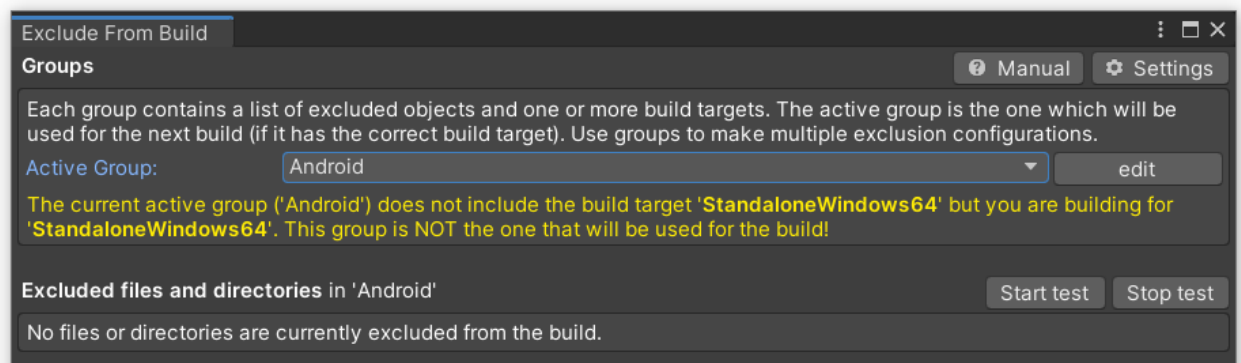 Exclude From Build
Groups
Manual
Settings
Each group contains a list of excluded objects and one or more build targets. The active group is the one which will be
used for the next build (if it has the correct build target). Use groups to make multiple exclusion configurations.
Active Group:
Android
edit
The current active group ('Android') does not include the build target 'StandaloneWindows64' but you are building for
'StandaloneWindows64'. This group is NOT the one that will be used for the build!
Excluded files and directories in 'Android'
Start test
Stop test
No files or directories are currently excluded from the build.